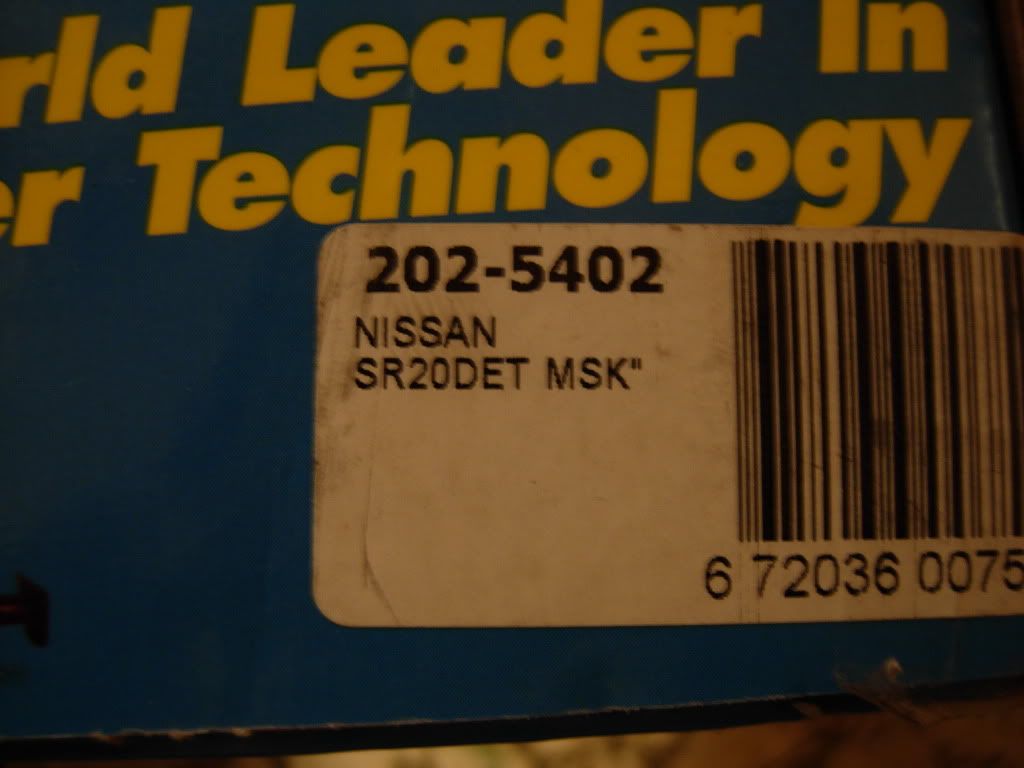 rld Leader In
er Technology
202-5402
NISSAN
SR20DET MSK"
6 72036 0075